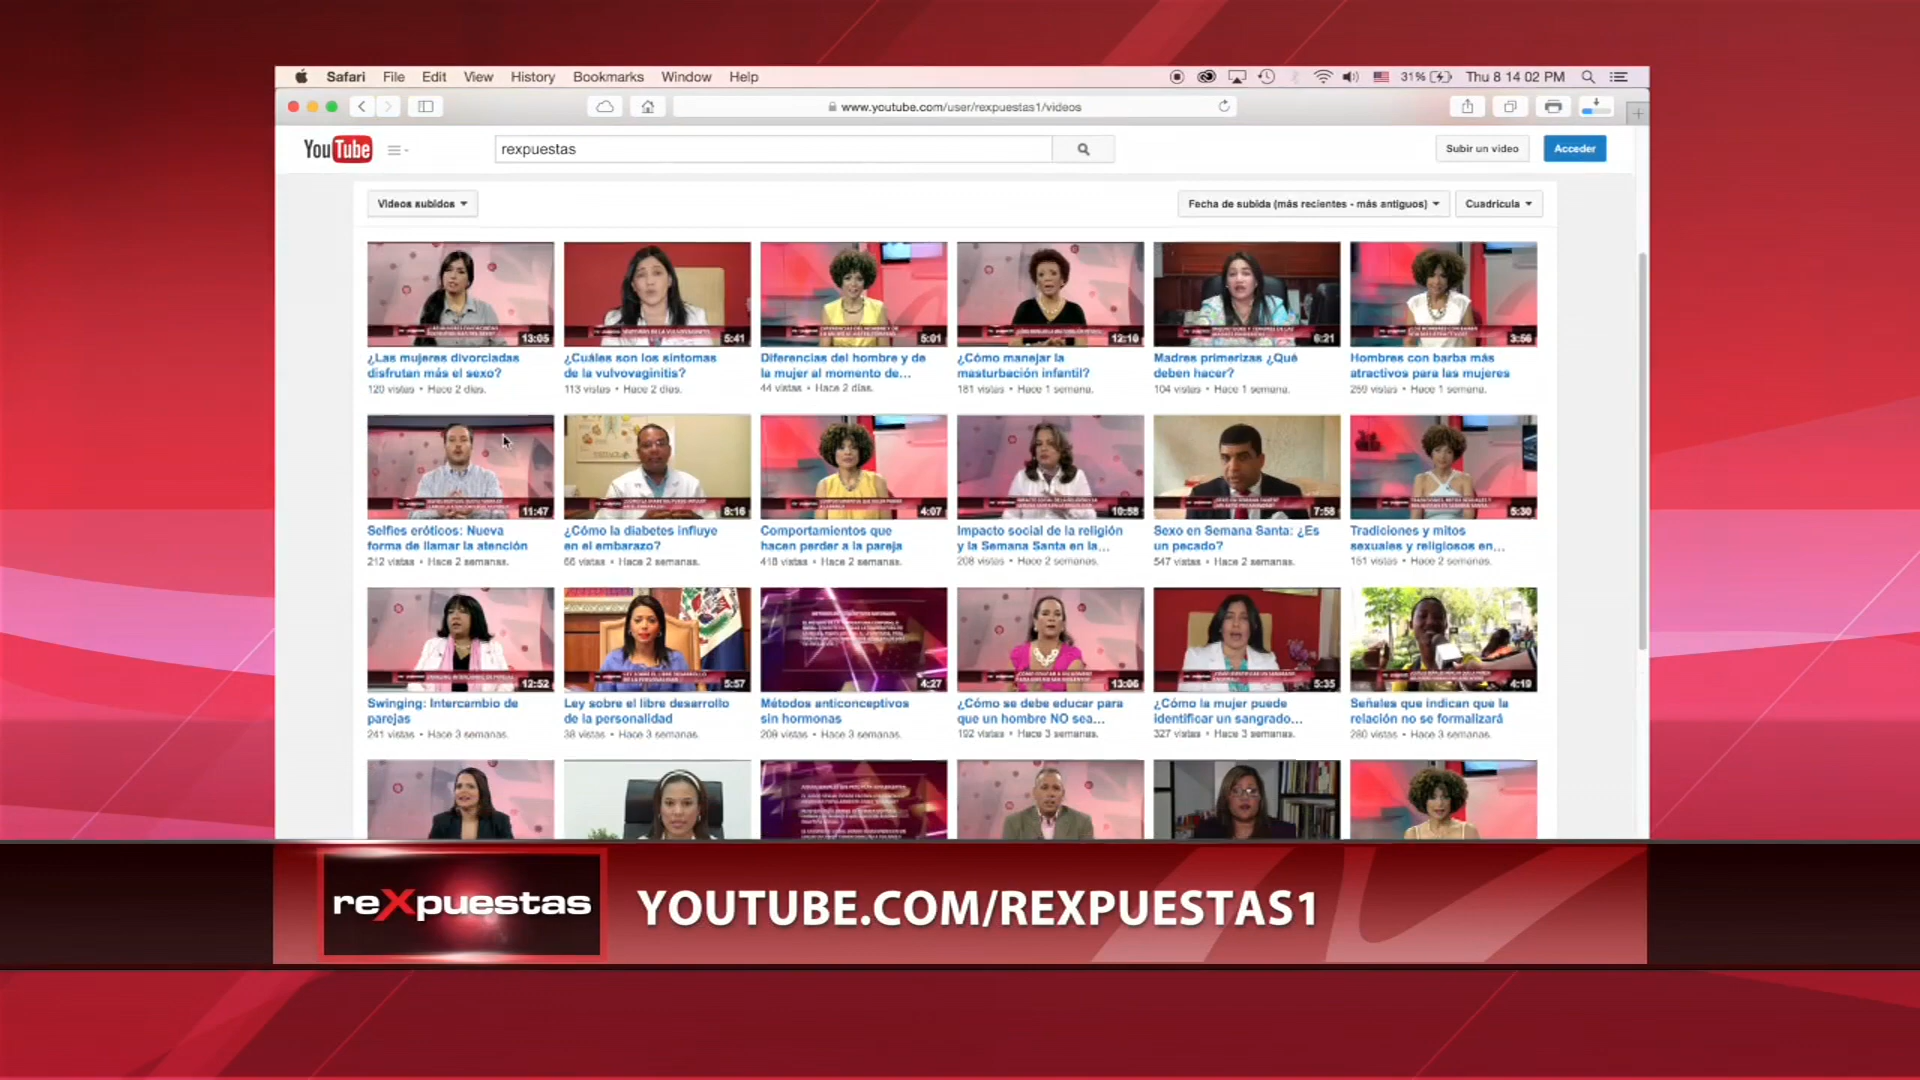 Safari File Edit View History Bookmarks Window Help 31% Thu 8 14 02 PM
www.youtube.com/user/rexpuestas1/videos
YouTube rexpuestas Subir un video Acceder
Videos subidos Fecha de subida (más recientes - más antiguos) Cuadrícula
13:05 5:41 5:01 12:10 6:21 3:56
¿Las mujeres divorciadas
disfrutan más el sexo?
120 vistas • Hace 2 días.
¿Cuáles son los síntomas
de la vulvovaginitis?
113 vistas • Hace 2 días.
Diferencias del hombre y de
la mujer al momento de...
44 vistas • Hace 2 días.
¿Cómo manejar la
masturbación infantil?
181 vistas • Hace 1 semana.
Madres primerizas ¿Qué
deben hacer?
104 vistas • Hace 1 semana.
Hombres con barba más
atractivos para las mujeres
259 vistas • Hace 1 semana.
11:47 8:16 4:07 10:58 7:58 5:30
Selfies eróticos: Nueva
forma de llamar la atención
212 vistas • Hace 2 semanas.
¿Cómo la diabetes influye
en el embarazo?
66 vistas • Hace 2 semanas.
Comportamientos que
hacen perder a la pareja
418 vistas • Hace 2 semanas.
Impacto social de la religión
y la Semana Santa en la...
208 vistas • Hace 2 semanas.
Sexo en Semana Santa: ¿Es
un pecado?
547 vistas • Hace 2 semanas.
Tradiciones y mitos
sexuales y religiosos en...
151 vistas • Hace 2 semanas.
12:52 5:57 4:27 13:06 5:35 4:19
Swinging: Intercambio de
parejas
241 vistas • Hace 3 semanas.
Ley sobre el libre desarrollo
de la personalidad
38 vistas • Hace 3 semanas.
Métodos anticonceptivos
sin hormonas
209 vistas • Hace 3 semanas.
¿Cómo se debe educar para
que un hombre NO sea...
192 vistas • Hace 3 semanas.
¿Cómo la mujer puede
identificar un sangrado...
327 vistas • Hace 3 semanas.
Señales que indican que la
relación no se formalizará
280 vistas • Hace 3 semanas.
reXpuestas
YOUTUBE.COM/REXPUESTAS1